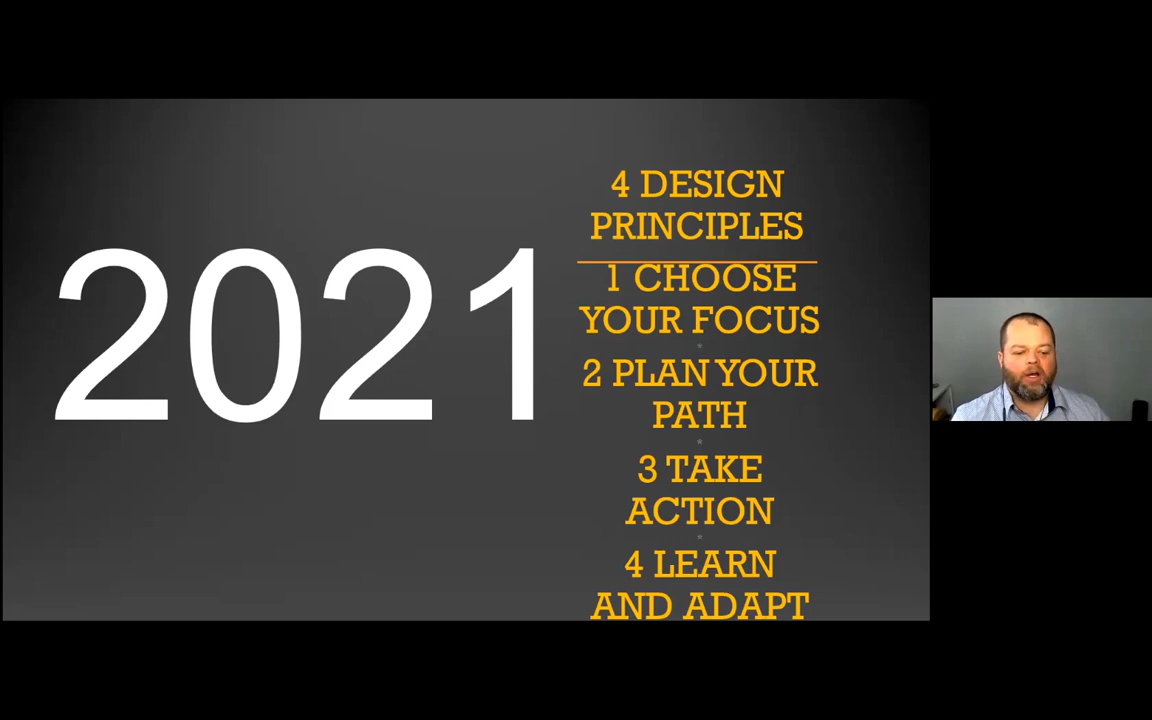 2021
4 DESIGN
PRINCIPLES
1 CHOOSE
YOUR FOCUS
*
2 PLAN YOUR
PATH
*
3 TAKE
ACTION
*
4 LEARN
AND ADAPT